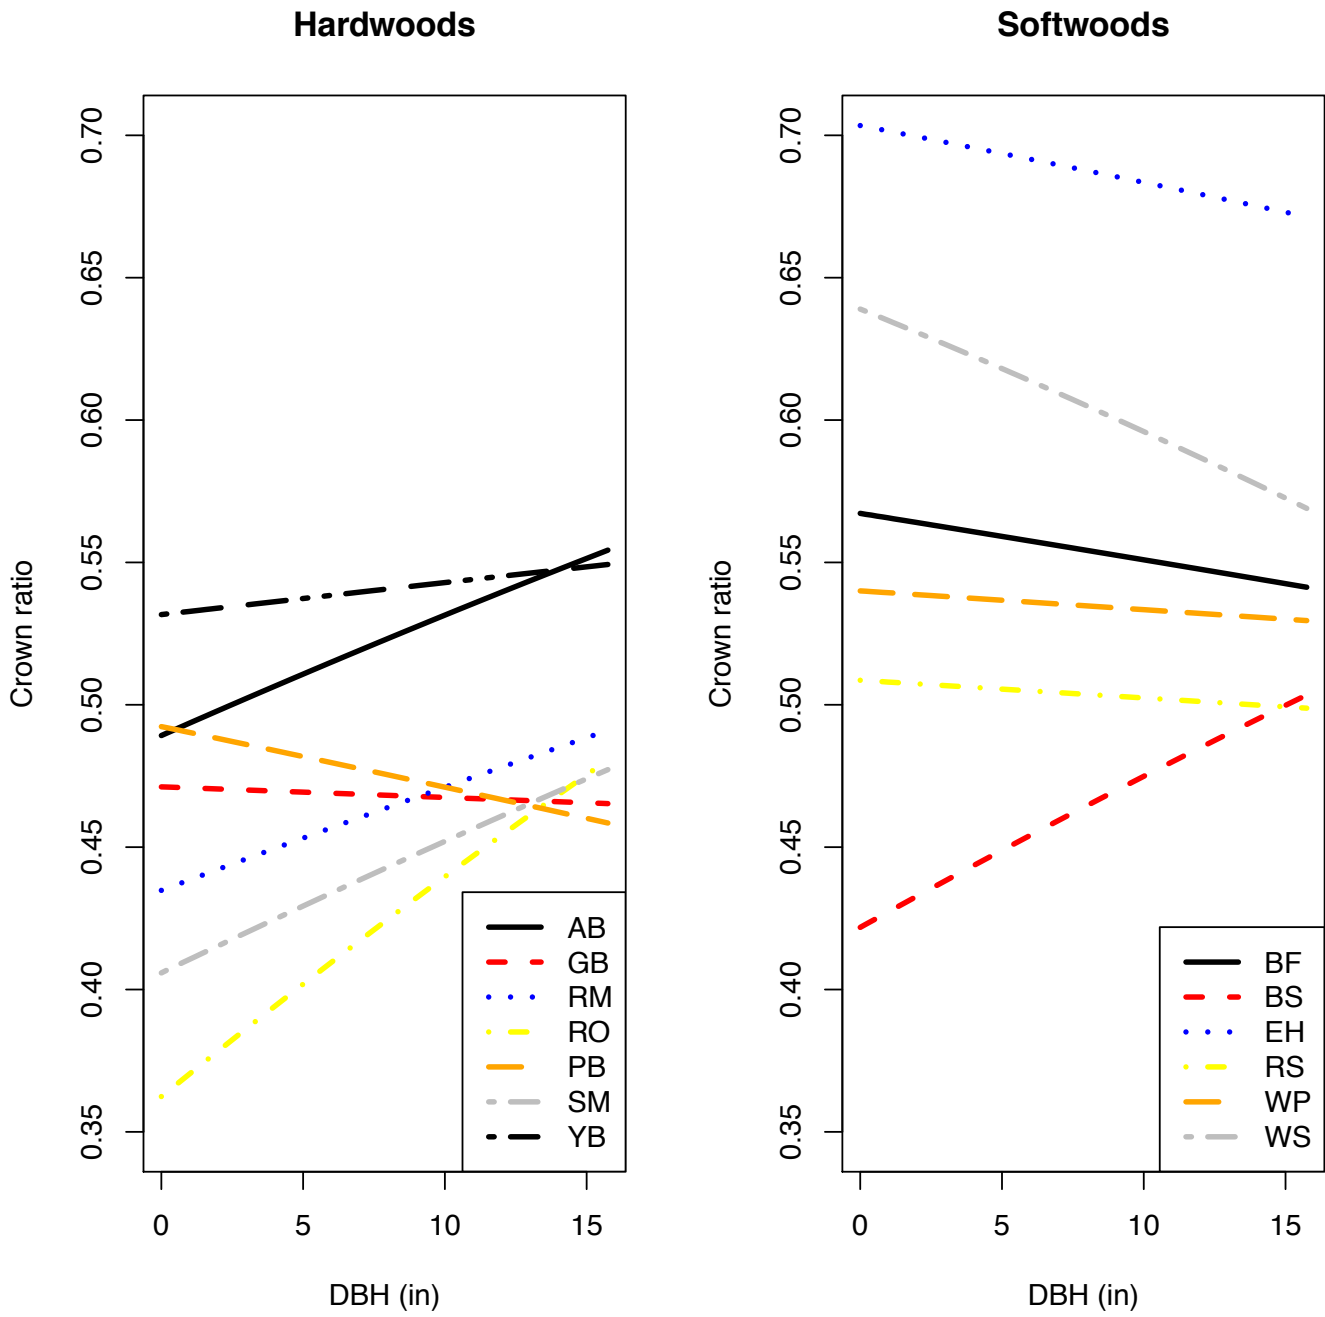 Hardwoods
Crown ratio
0.70
0.65
0.60
0.55
0.50
0.45
0.40
0.35
AB
GB
RM
RO
PB
SM
YB
0 5 10 15
DBH (in)
Softwoods
Crown ratio
0.70
0.65
0.60
0.55
0.50
0.45
0.40
0.35
BF
BS
EH
RS
WP
WS
0 5 10 15
DBH (in)